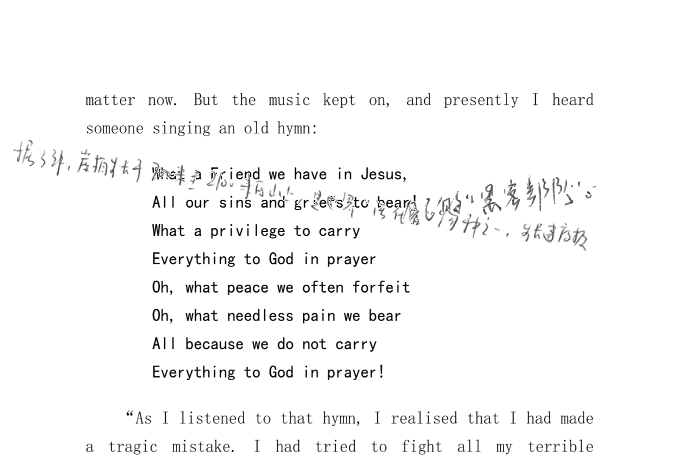 matter now. But the music kept on, and presently I heard
someone singing an old hymn:
What a Friend we have in Jesus,
All our sins and griefs to bear!
What a privilege to carry
Everything to God in prayer
Oh, what peace we often forfeit
Oh, what needless pain we bear
All because we do not carry
Everything to God in prayer!
“As I listened to that hymn, I realised that I had made
a tragic mistake. I had tried to fight all my terrible